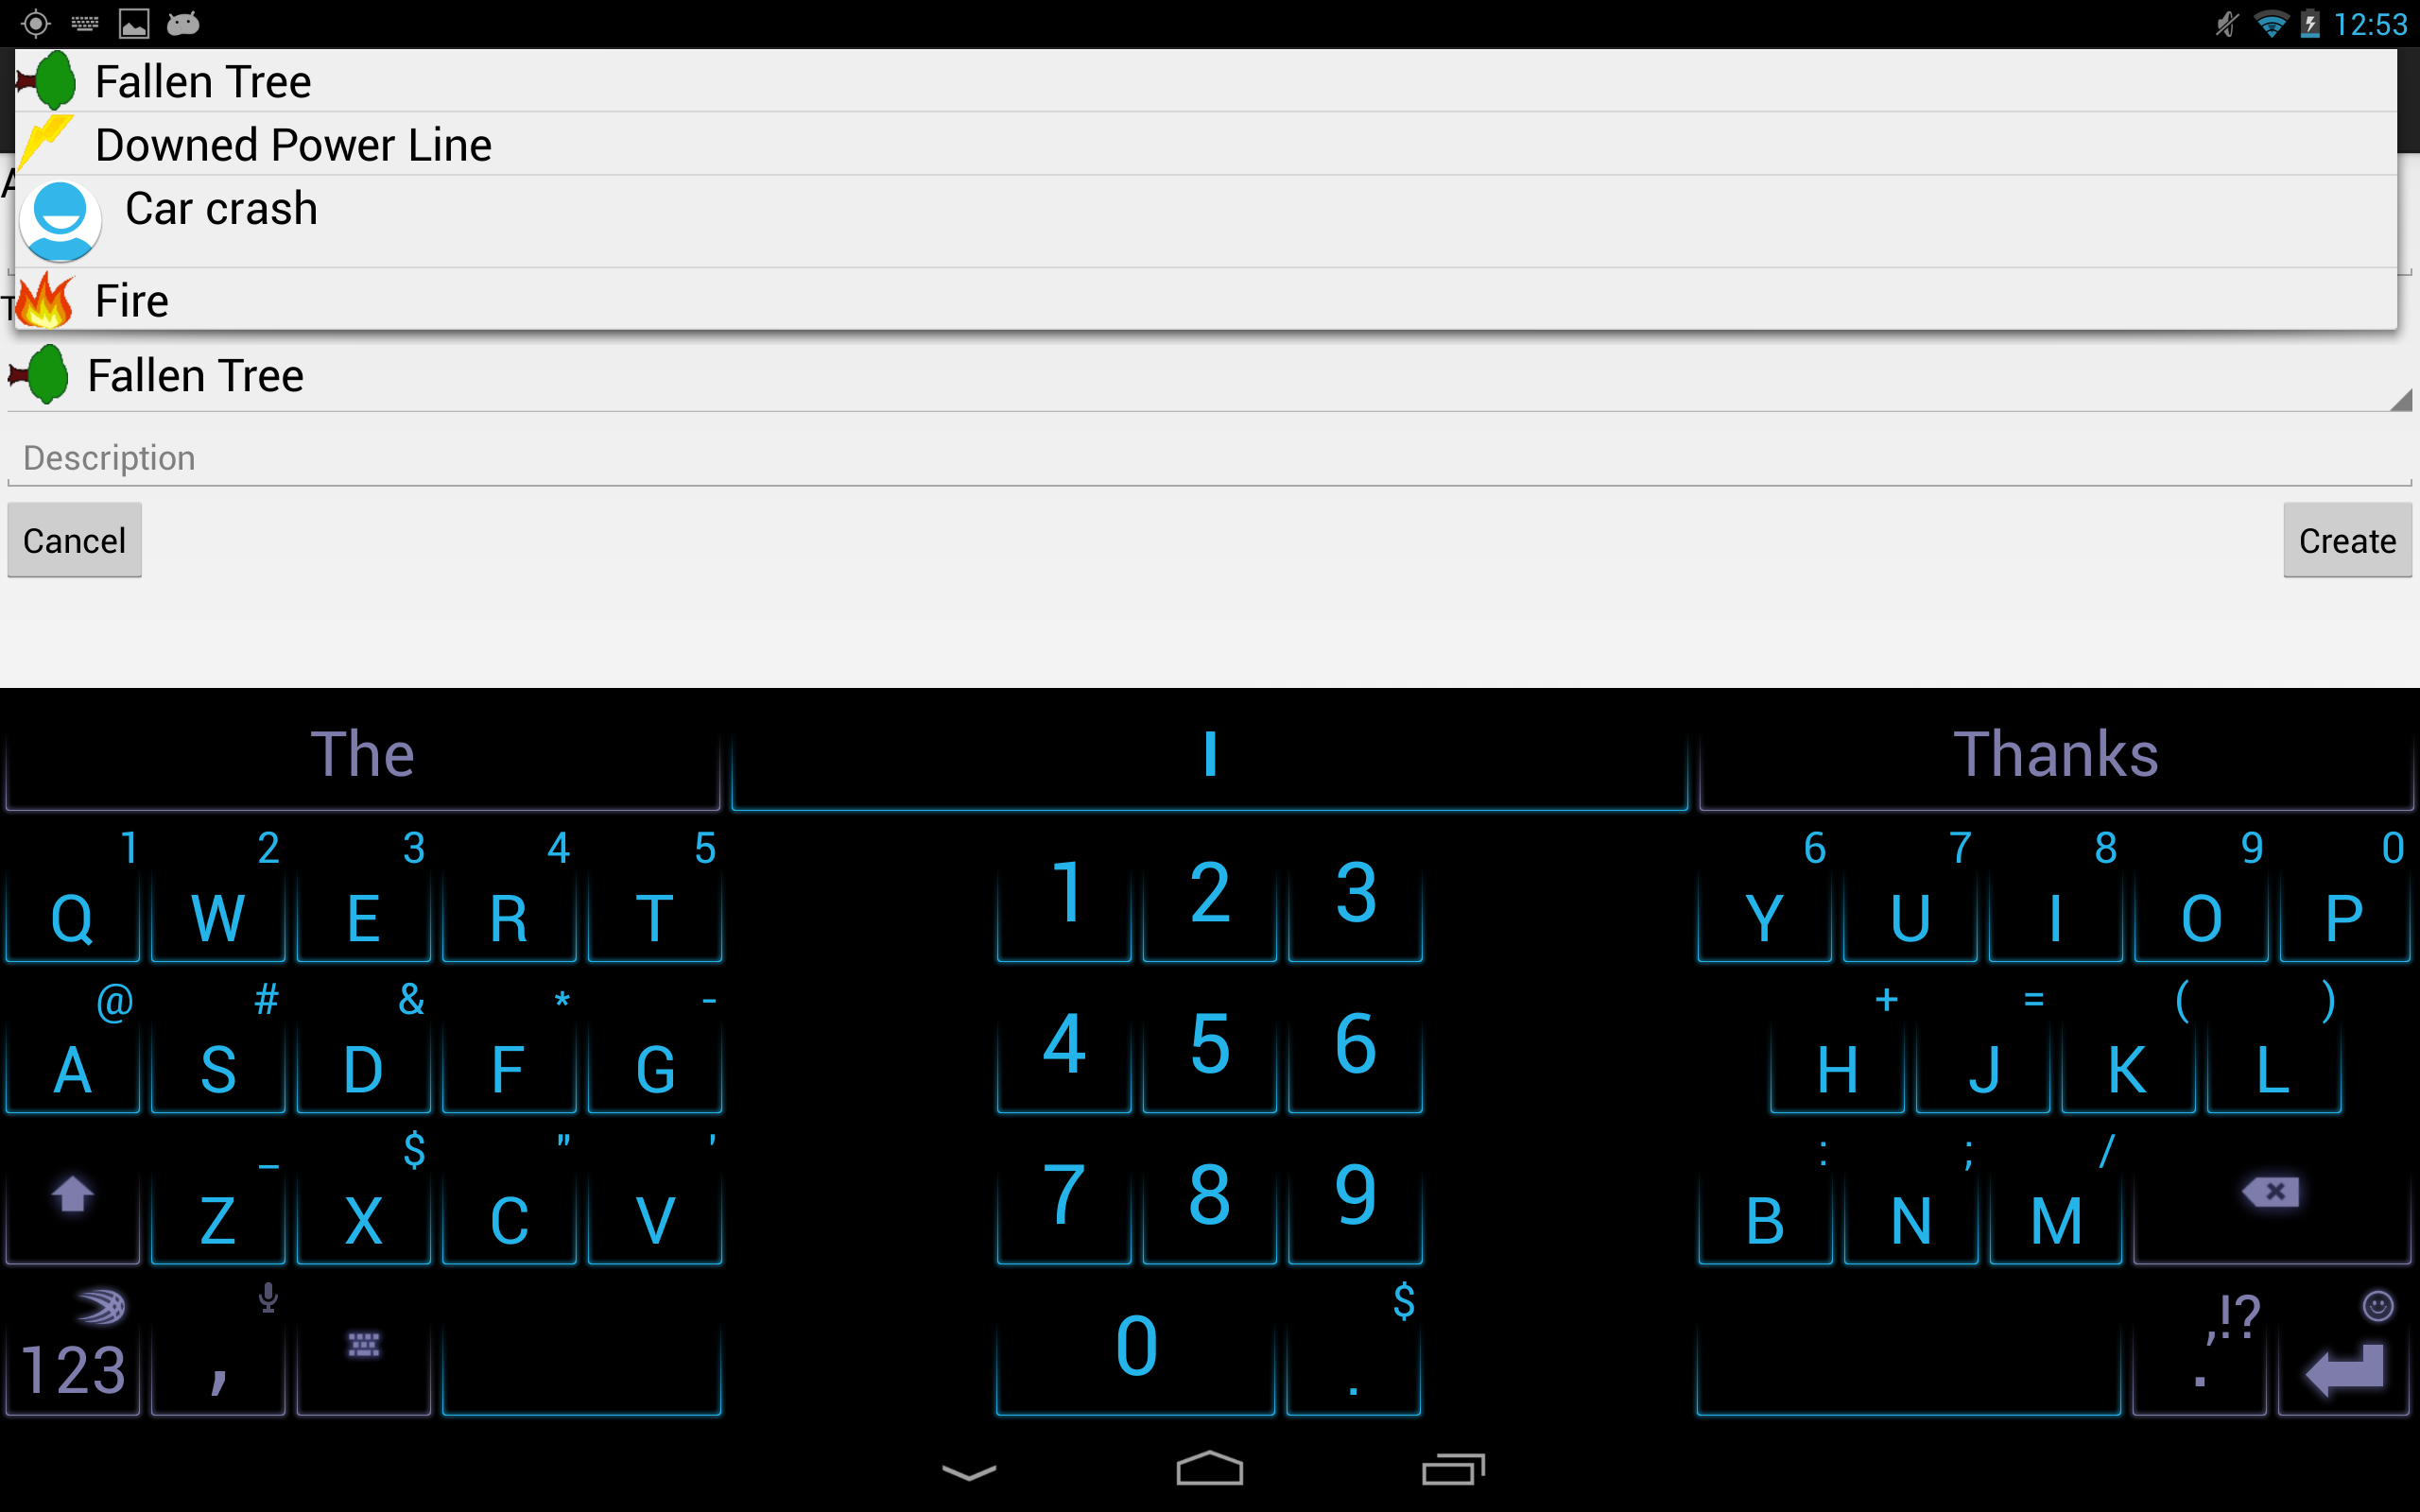 12:53
Fallen Tree
Downed Power Line
A
Car crash
T
Fire
Fallen Tree
Description
Cancel Create
The I Thanks
1 2 3 4 5 6 7 8 9 0
Q W E R T 1 2 3 Y U I O P
@ # & * - + = ( )
A S D F G 4 5 6 H J K L
_ $ " ' : ; /
Z X C V 7 8 9 B N M
$ ,!?
123 , 0 . .